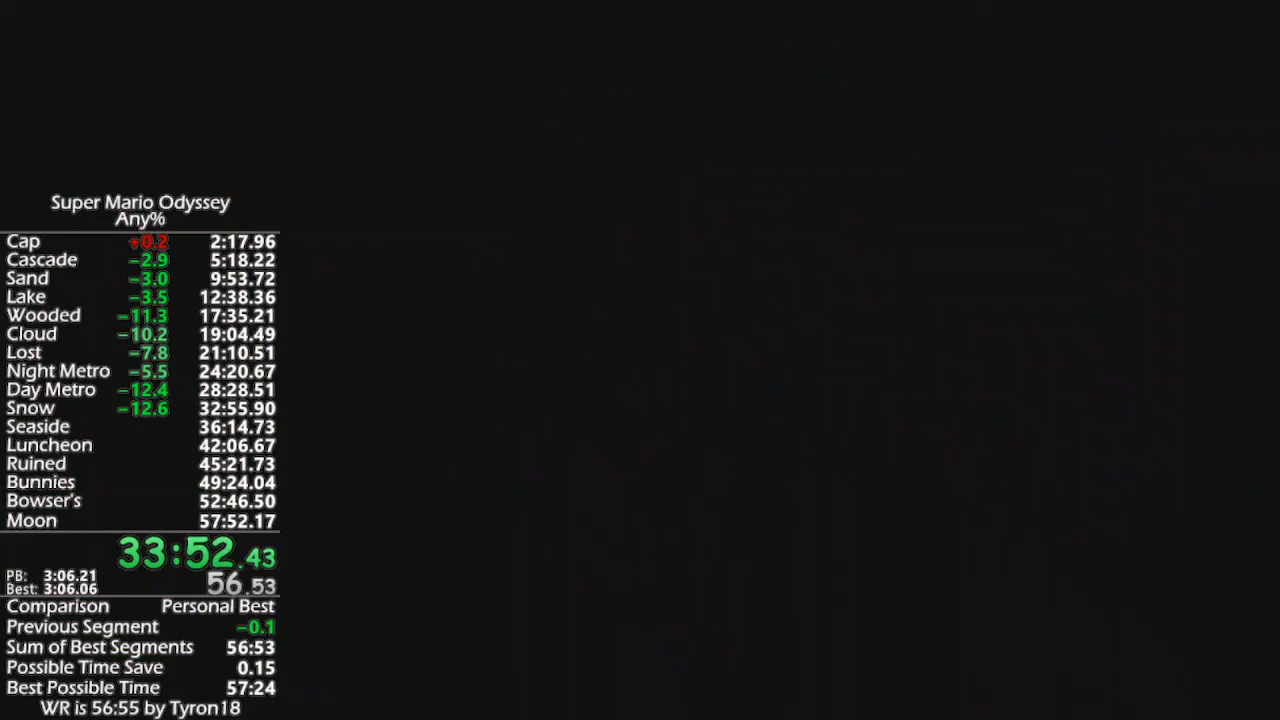 Super Mario Odyssey
Any%
Cap +0.2 2:17.96
Cascade -2.9 5:18.22
Sand -3.0 9:53.72
Lake -3.5 12:38.36
Wooded -11.3 17:35.21
Cloud -10.2 19:04.49
Lost -7.8 21:10.51
Night Metro -5.5 24:20.67
Day Metro -12.4 28:28.51
Snow -12.6 32:55.90
Seaside 36:14.73
Luncheon 42:06.67
Ruined 45:21.73
Bunnies 49:24.04
Bowser's 52:46.50
Moon 57:52.17
33:52.43
PB: 3:06.21 56.53
Best: 3:06.06
Comparison Personal Best
Previous Segment -0.1
Sum of Best Segments 56:53
Possible Time Save 0.15
Best Possible Time 57:24
WR is 56:55 by Tyron18